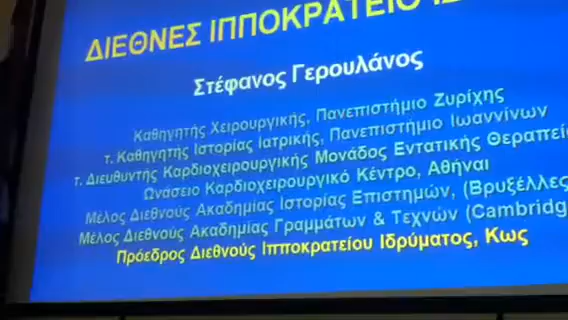 ΔΙΕΘΝΕΣ ΙΠΠΟΚΡΑΤΕΙΟ
Στέφανος Γερουλάνος
Καθηγητής Χειρουργικής, Πανεπιστήμιο Ζυρίχης
τ. Καθηγητής Ιστορίας Ιατρικής, Πανεπιστήμιο Ιωαννίνων
τ. Διευθυντής Καρδιοχειρουργικής Μονάδος Εντατικής Θεραπεί
Ωνάσειο Καρδιοχειρουργικό Κέντρο, Αθήναι
Μέλος Διεθνούς Ακαδημίας Ιστορίας Επιστημών, (Βρυξέλλες
Μέλος Διεθνούς Ακαδημίας Γραμμάτων & Τεχνών (Cambridg
Πρόεδρος Διεθνούς Ιπποκρατείου Ιδρύματος, Κως